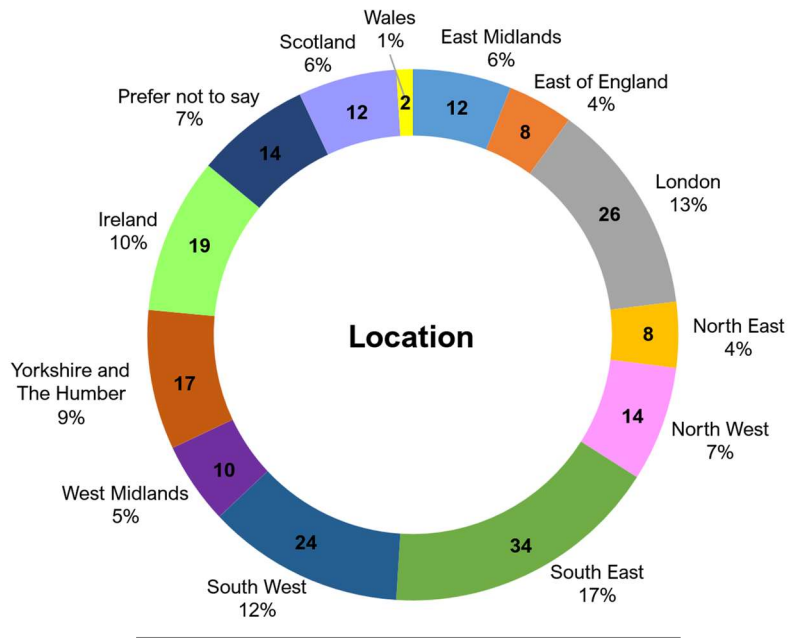 Wales
1%
East Midlands
6%
East of England
4%
London
13%
North East
4%
North West
7%
South East
17%
South West
12%
West Midlands
5%
Yorkshire and
The Humber
9%
Ireland
10%
Prefer not to say
7%
Scotland
6%
2
12
8
26
8
14
34
24
10
17
19
14
12
Location